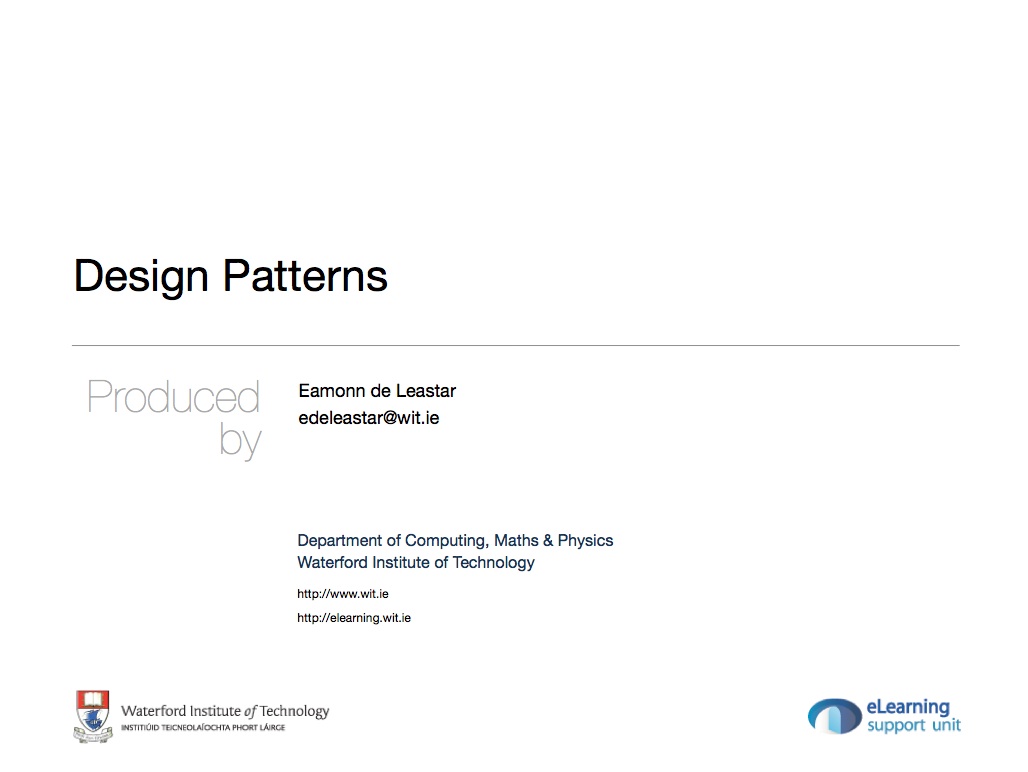 Design Patterns
Produced
by
Eamonn de Leastar
edeleastar@wit.ie
Department of Computing, Maths & Physics
Waterford Institute of Technology
http://www.wit.ie
http://elearning.wit.ie
Waterford Institute of Technology
INSTITIÚID TEICNEOLAÍOCHTA PHORT LÁIRGE
eLearning
support unit